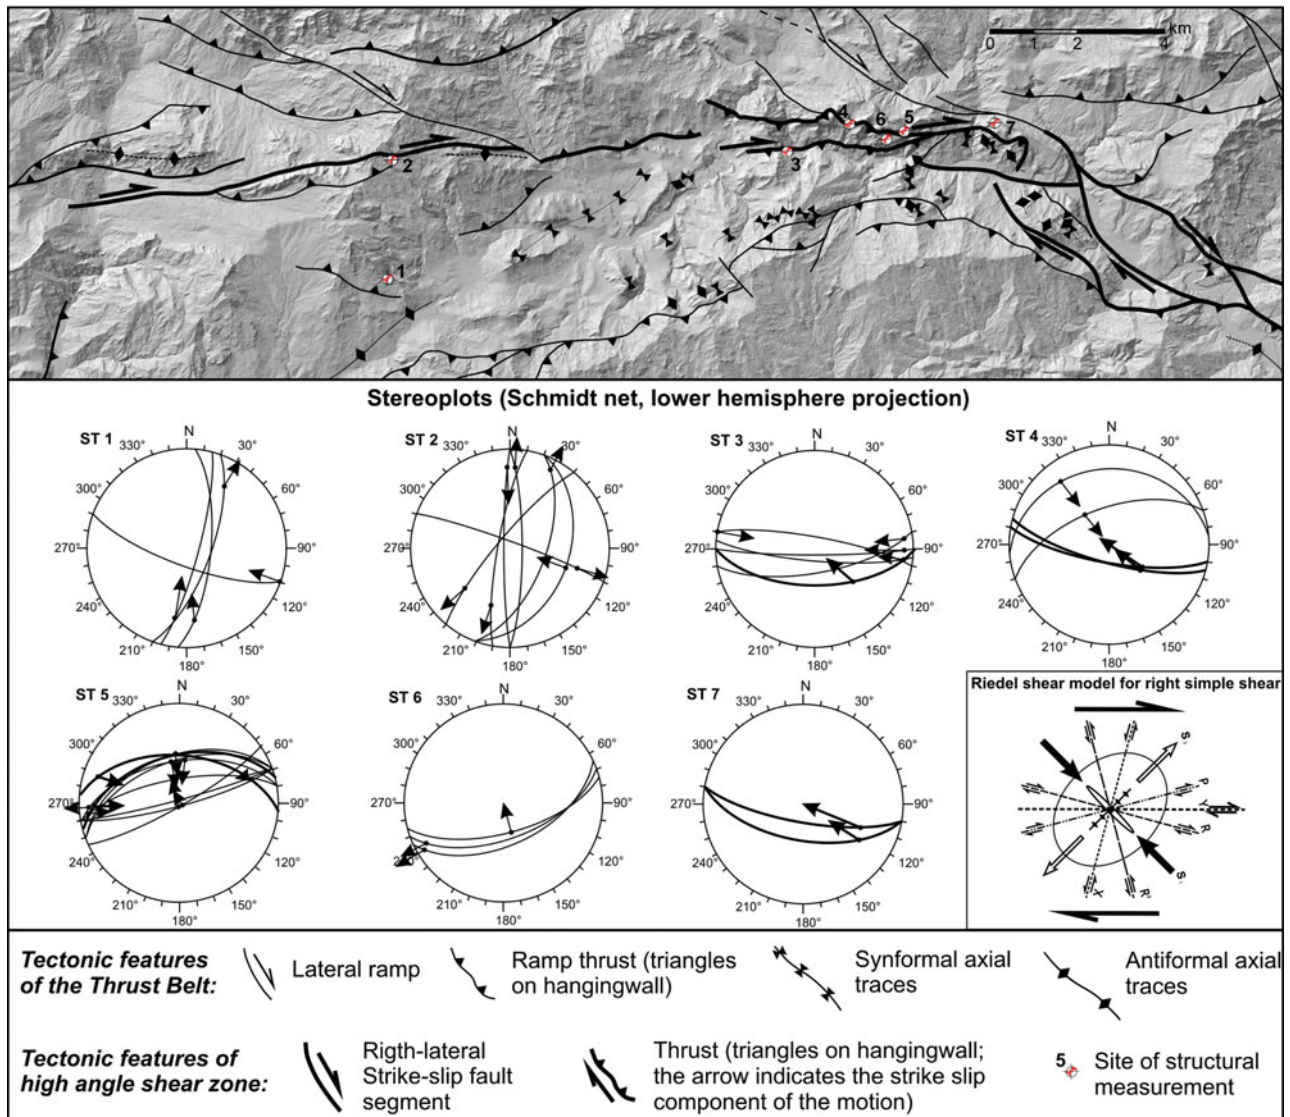 km
0 1 2 4
4
6
5
7
3
2
1
Stereoplots (Schmidt net, lower hemisphere projection)
ST 1
N
330° 30°
300° 60°
270° 90°
240° 120°
210° 150°
180°
ST 2
N
330° 30°
300° 60°
270° 90°
240° 120°
210° 150°
180°
ST 3
N
330° 30°
300° 60°
270° 90°
240° 120°
210° 150°
180°
ST 4
N
330° 30°
300° 60°
270° 90°
240° 120°
210° 150°
180°
ST 5
N
330° 30°
300° 60°
270° 90°
240° 120°
210° 150°
180°
ST 6
N
330° 30°
300° 60°
270° 90°
120°
210° 150°
180°
ST 7
N
330° 30°
300° 60°
270° 90°
240° 120°
210° 150°
180°
Riedel shear model for right simple shear
S
P
Y
R
S
R'
X
Tectonic features
of the Thrust Belt:
Lateral ramp
Ramp thrust (triangles
on hangingwall)
Synformal axial
traces
Antiformal axial
traces
Tectonic features of
high angle shear zone:
Rigth-lateral
Strike-slip fault
segment
Thrust (triangles on hangingwall;
the arrow indicates the strike slip
component of the motion)
5
Site of structural
measurement